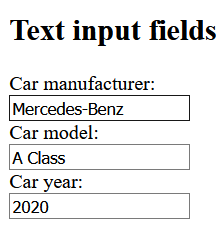 Text input fields
Car manufacturer:
Mercedes-Benz
Car model:
A Class
Car year:
2020